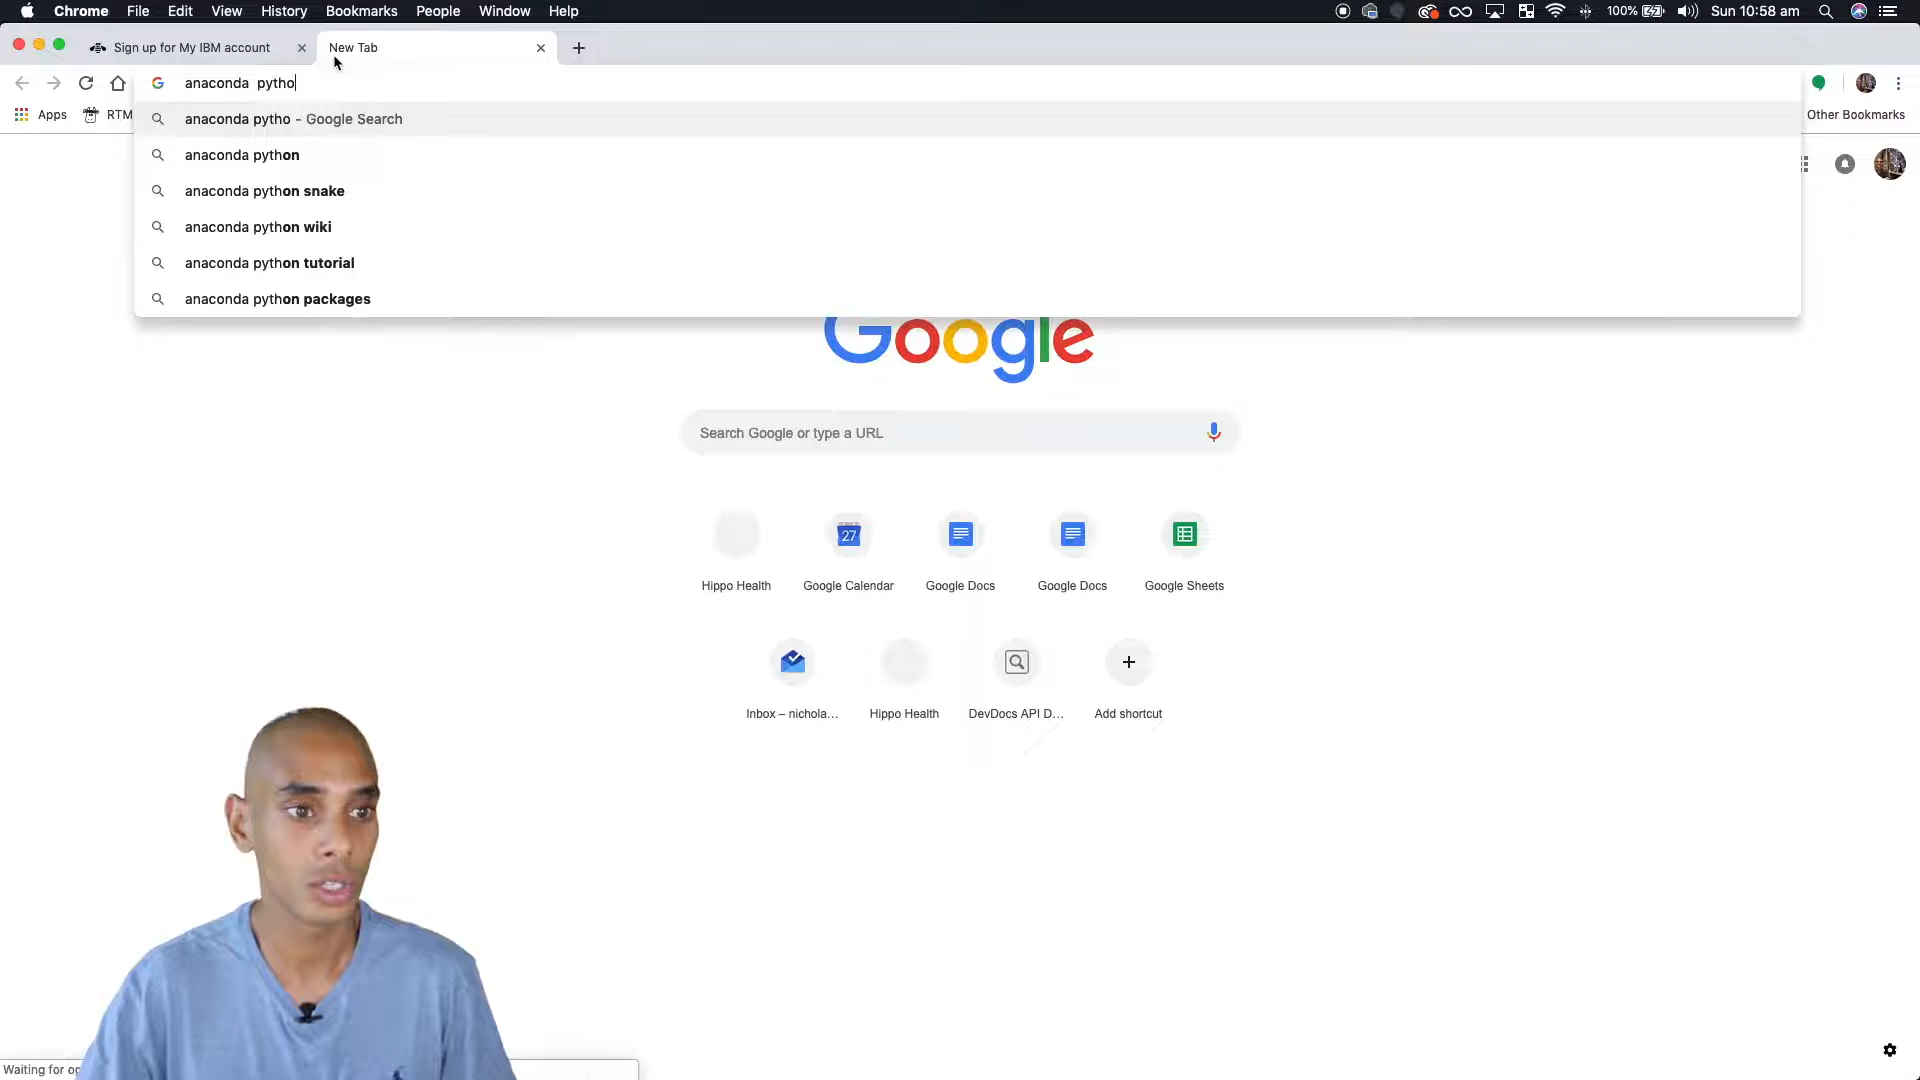 Chrome File Edit View History Bookmarks People Window Help 100% Sun 10:58 am
Sign up for My IBM account New Tab
anaconda  pytho
Apps RTM Other Bookmarks
anaconda pytho - Google Search
anaconda python
anaconda python snake
anaconda python wiki
anaconda python tutorial
anaconda python packages
Google
Search Google or type a URL
27
Hippo Health Google Calendar Google Docs Google Docs Google Sheets
Inbox – nichola... Hippo Health DevDocs API D... Add shortcut
Waiting for